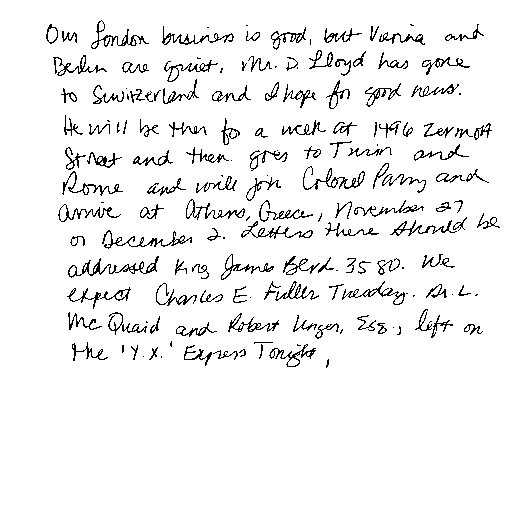 Our London business is good, but Vienna and
Berlin are quiet. Mr. D. Lloyd has gone
to Switzerland and I hope for good news.
He will be ther for a week at 1496 Zermott
Street and then goes to Turin and
Rome and will join Colonel Parry and
arrive at Athens, Greece, November 27
or December 2. Letters there should be
addressed King James Blvd. 3580. We
expect Charles E. Fuller Tuesday. Dr. L.
McQuaid and Robert Unger, Esq., left on
the 'Y.X.' Express Tonight,